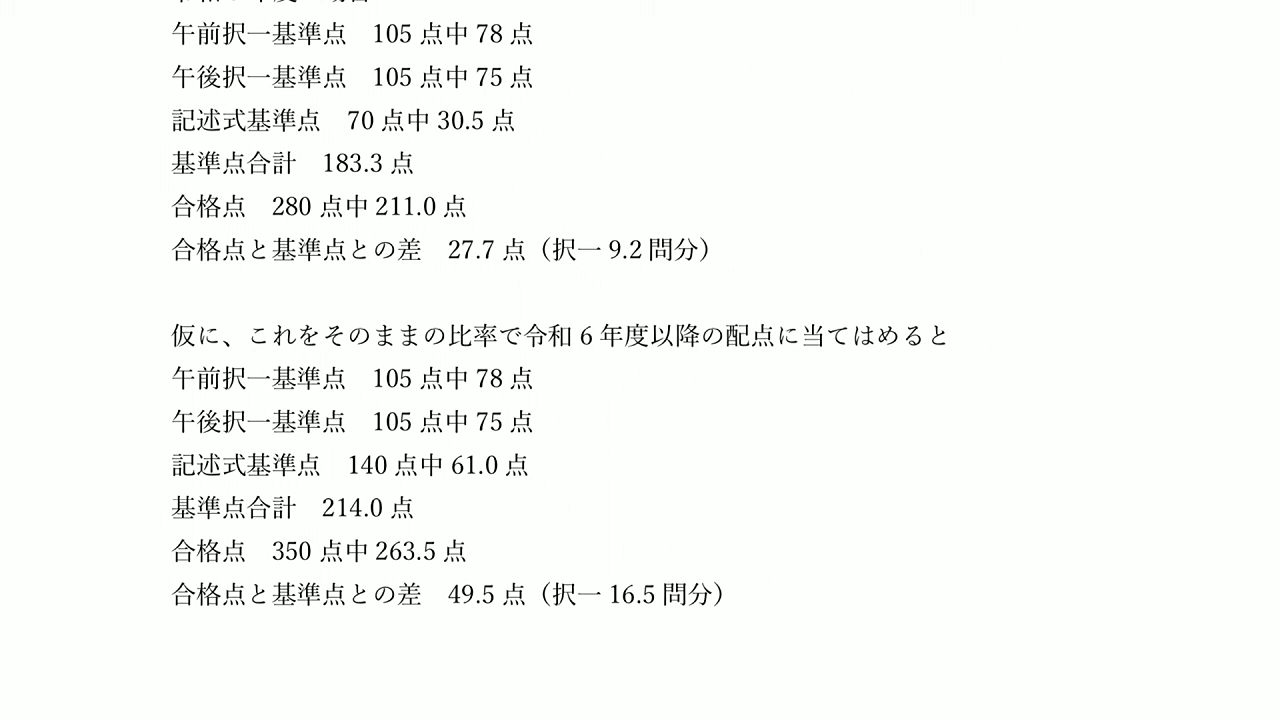 午前択一基準点　105 点中 78 点
午後択一基準点　105 点中 75 点
記述式基準点　70 点中 30.5 点
基準点合計　183.3 点
合格点　280 点中 211.0 点
合格点と基準点との差　27.7 点（択一 9.2 問分）
仮に、これをそのままの比率で令和 6 年度以降の配点に当てはめると
午前択一基準点　105 点中 78 点
午後択一基準点　105 点中 75 点
記述式基準点　140 点中 61.0 点
基準点合計　214.0 点
合格点　350 点中 263.5 点
合格点と基準点との差　49.5 点（択一 16.5 問分）